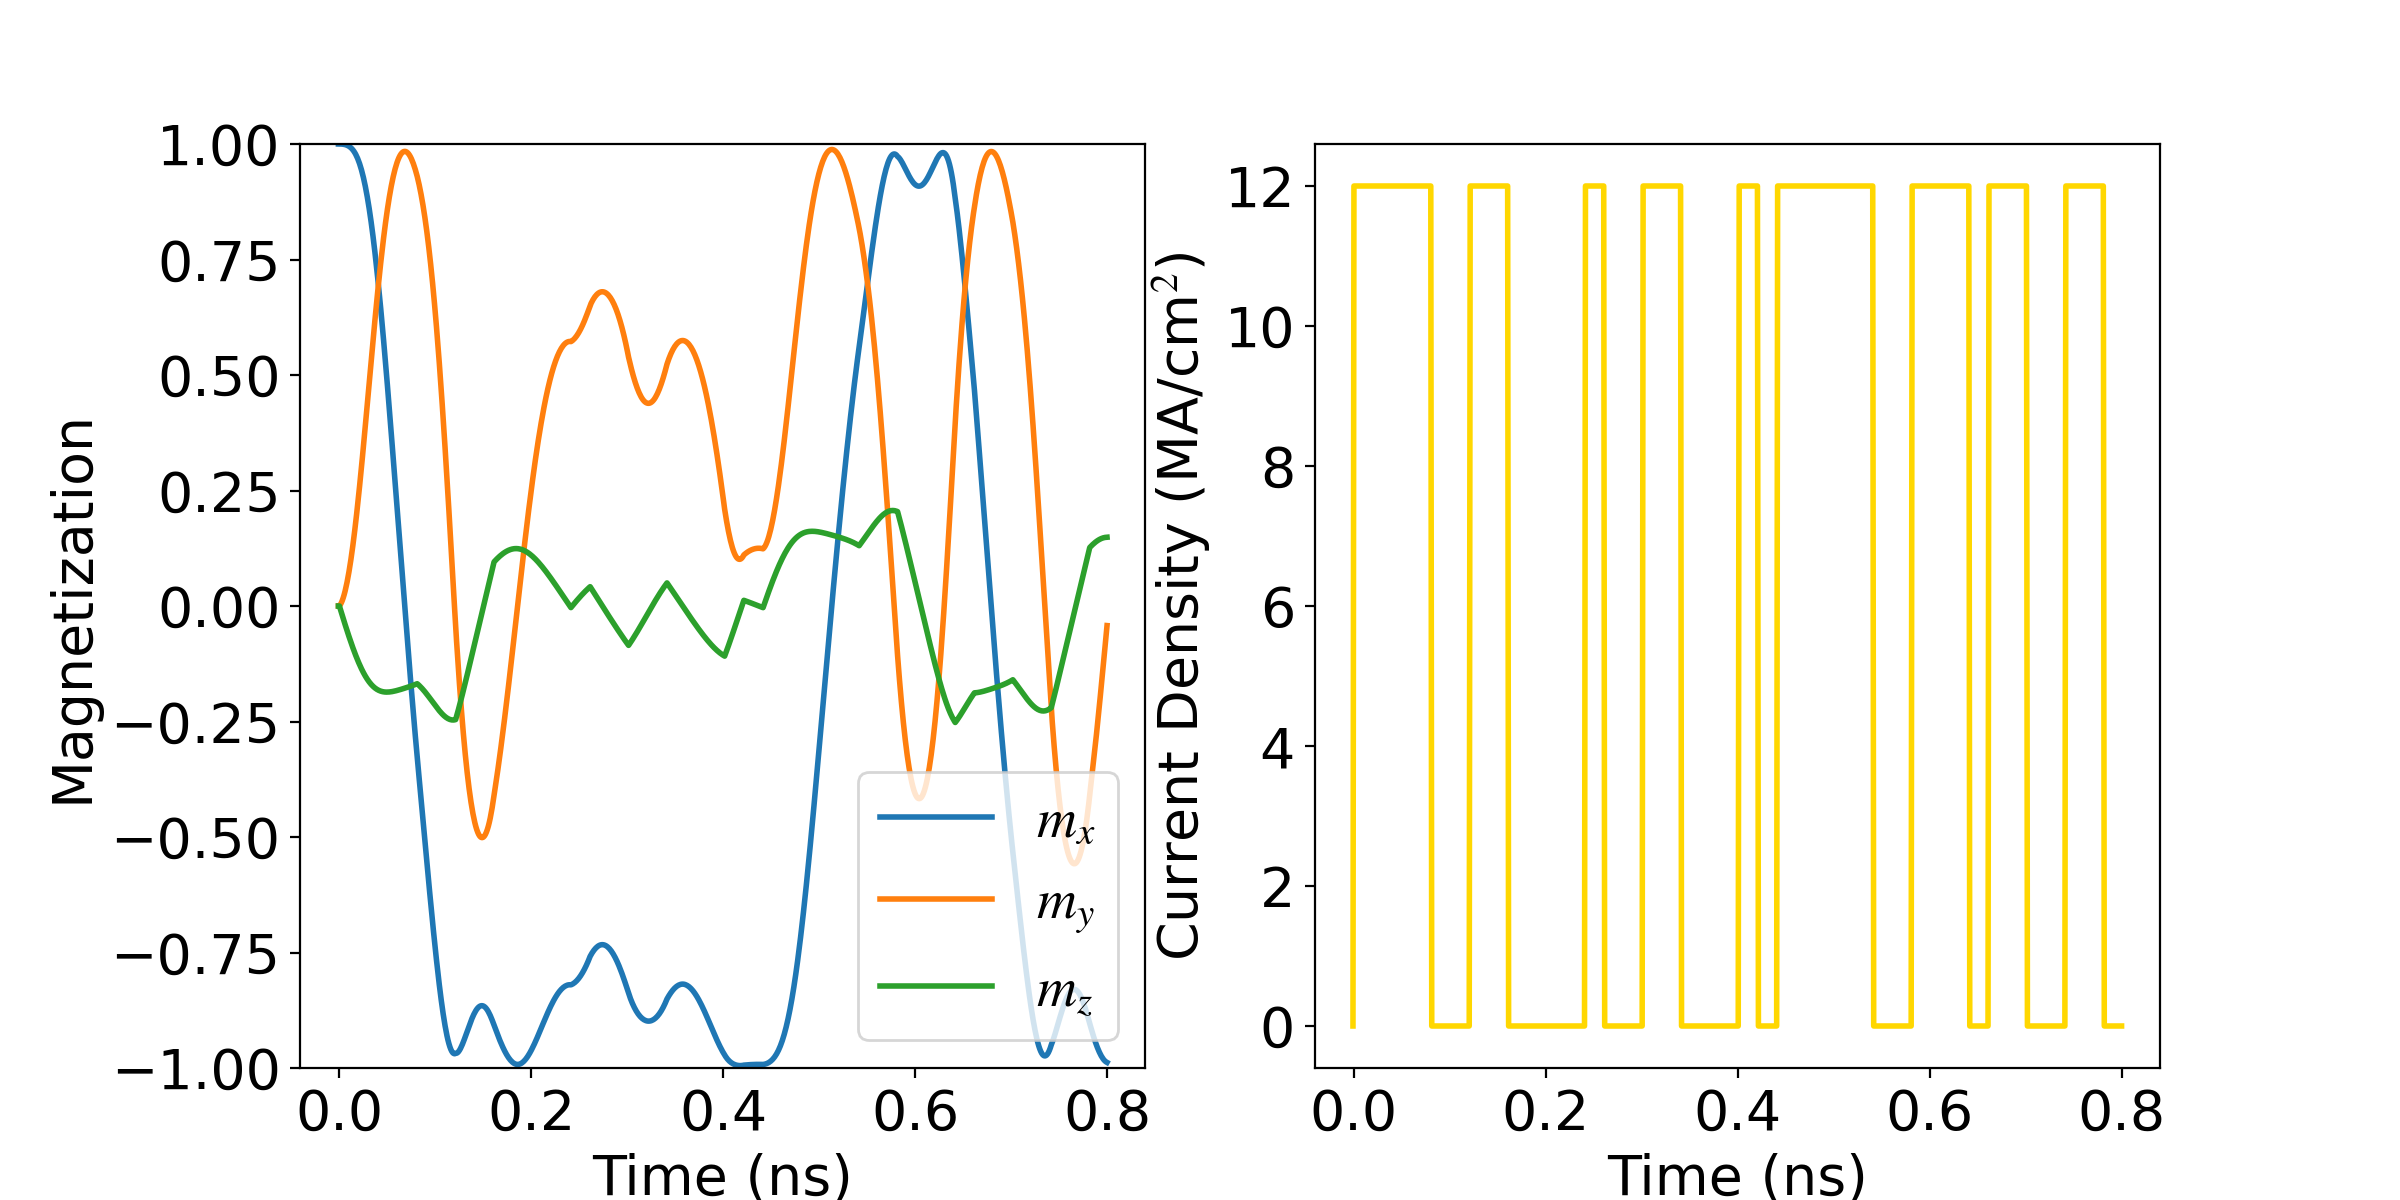 Magnetization
1.00
0.75
0.50
0.25
0.00
−0.25
−0.50
−0.75
−1.00
0.0 0.2 0.4 0.6 0.8
Time (ns)
m_x
m_y
m_z
Current Density (MA/cm²)
12
10
8
6
4
2
0
0.0 0.2 0.4 0.6 0.8
Time (ns)